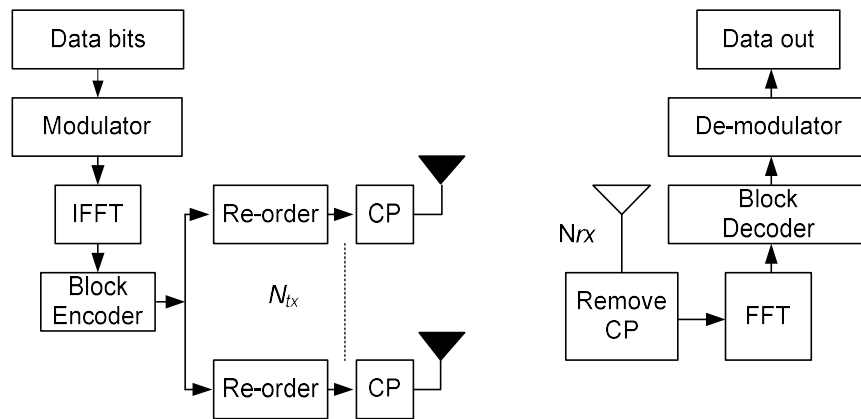 Data bits
Modulator
IFFT
Block
Encoder
Re-order
CP
N_tx
Re-order
CP
Data out
De-modulator
Block
Decoder
Nrx
Remove
CP
FFT